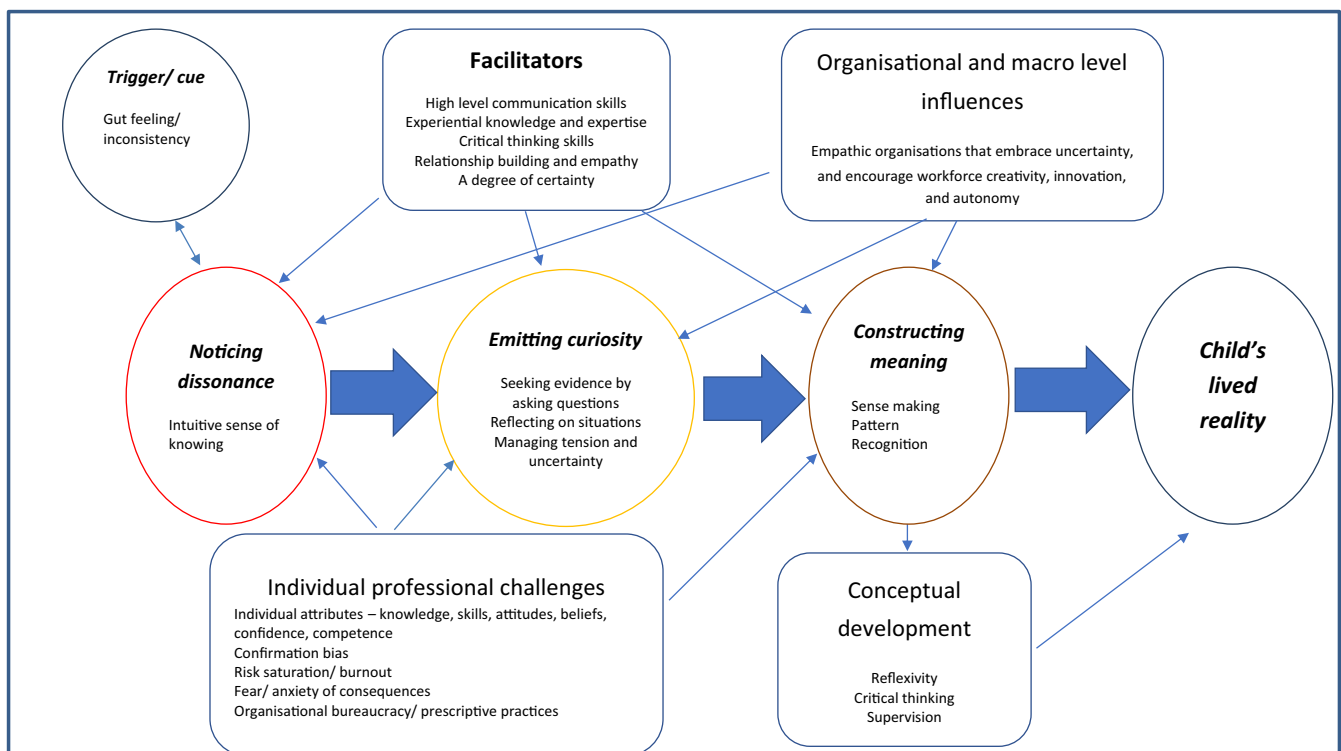 Trigger/ cue
Gut feeling/
inconsistency
Facilitators
High level communication skills
Experiential knowledge and expertise
Critical thinking skills
Relationship building and empathy
A degree of certainty
Organisational and macro level
influences
Empathic organisations that embrace uncertainty,
and encourage workforce creativity, innovation,
and autonomy
Noticing
dissonance
Intuitive sense of
knowing
Emitting curiosity
Seeking evidence by
asking questions
Reflecting on situations
Managing tension and
uncertainty
Constructing
meaning
Sense making
Pattern
Recognition
Child’s
lived
reality
Individual professional challenges
Individual attributes – knowledge, skills, attitudes, beliefs,
confidence, competence
Confirmation bias
Risk saturation/ burnout
Fear/ anxiety of consequences
Organisational bureaucracy/ prescriptive practices
Conceptual
development
Reflexivity
Critical thinking
Supervision